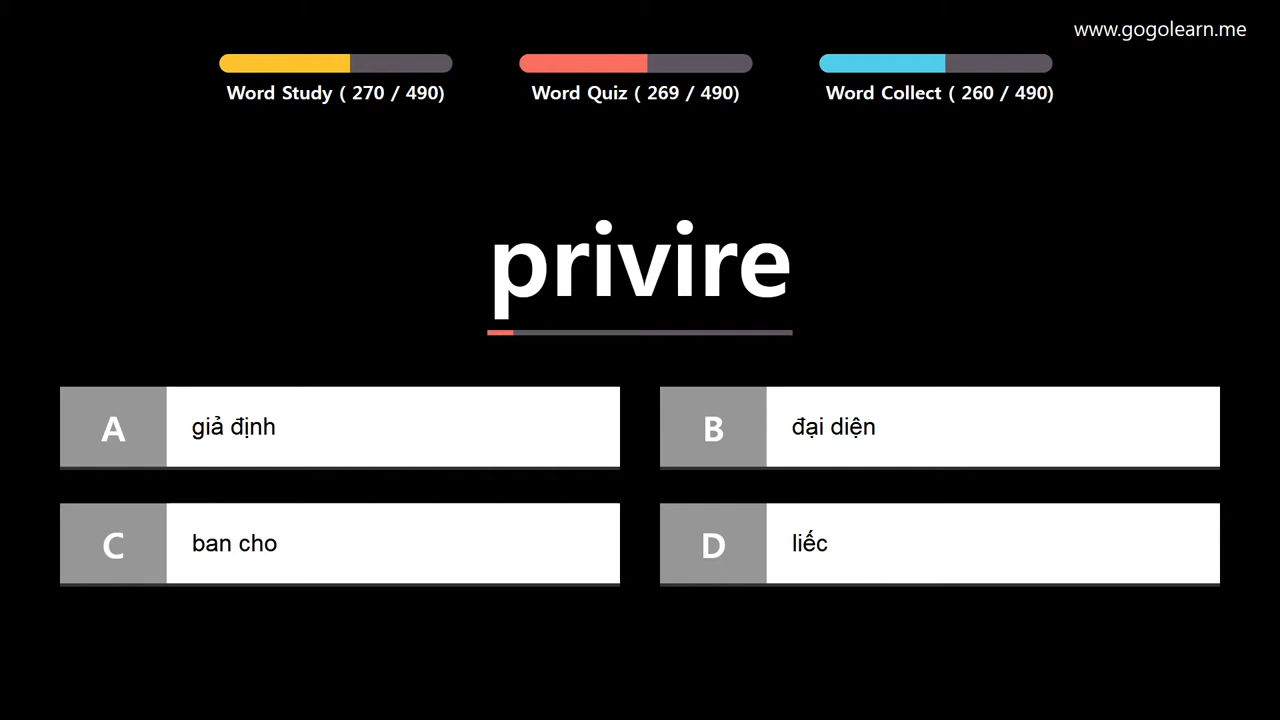 www.gogolearn.me
Word Study ( 270 / 490)
Word Quiz ( 269 / 490)
Word Collect ( 260 / 490)
privire
A
giả định
B
đại diện
C
ban cho
D
liếc